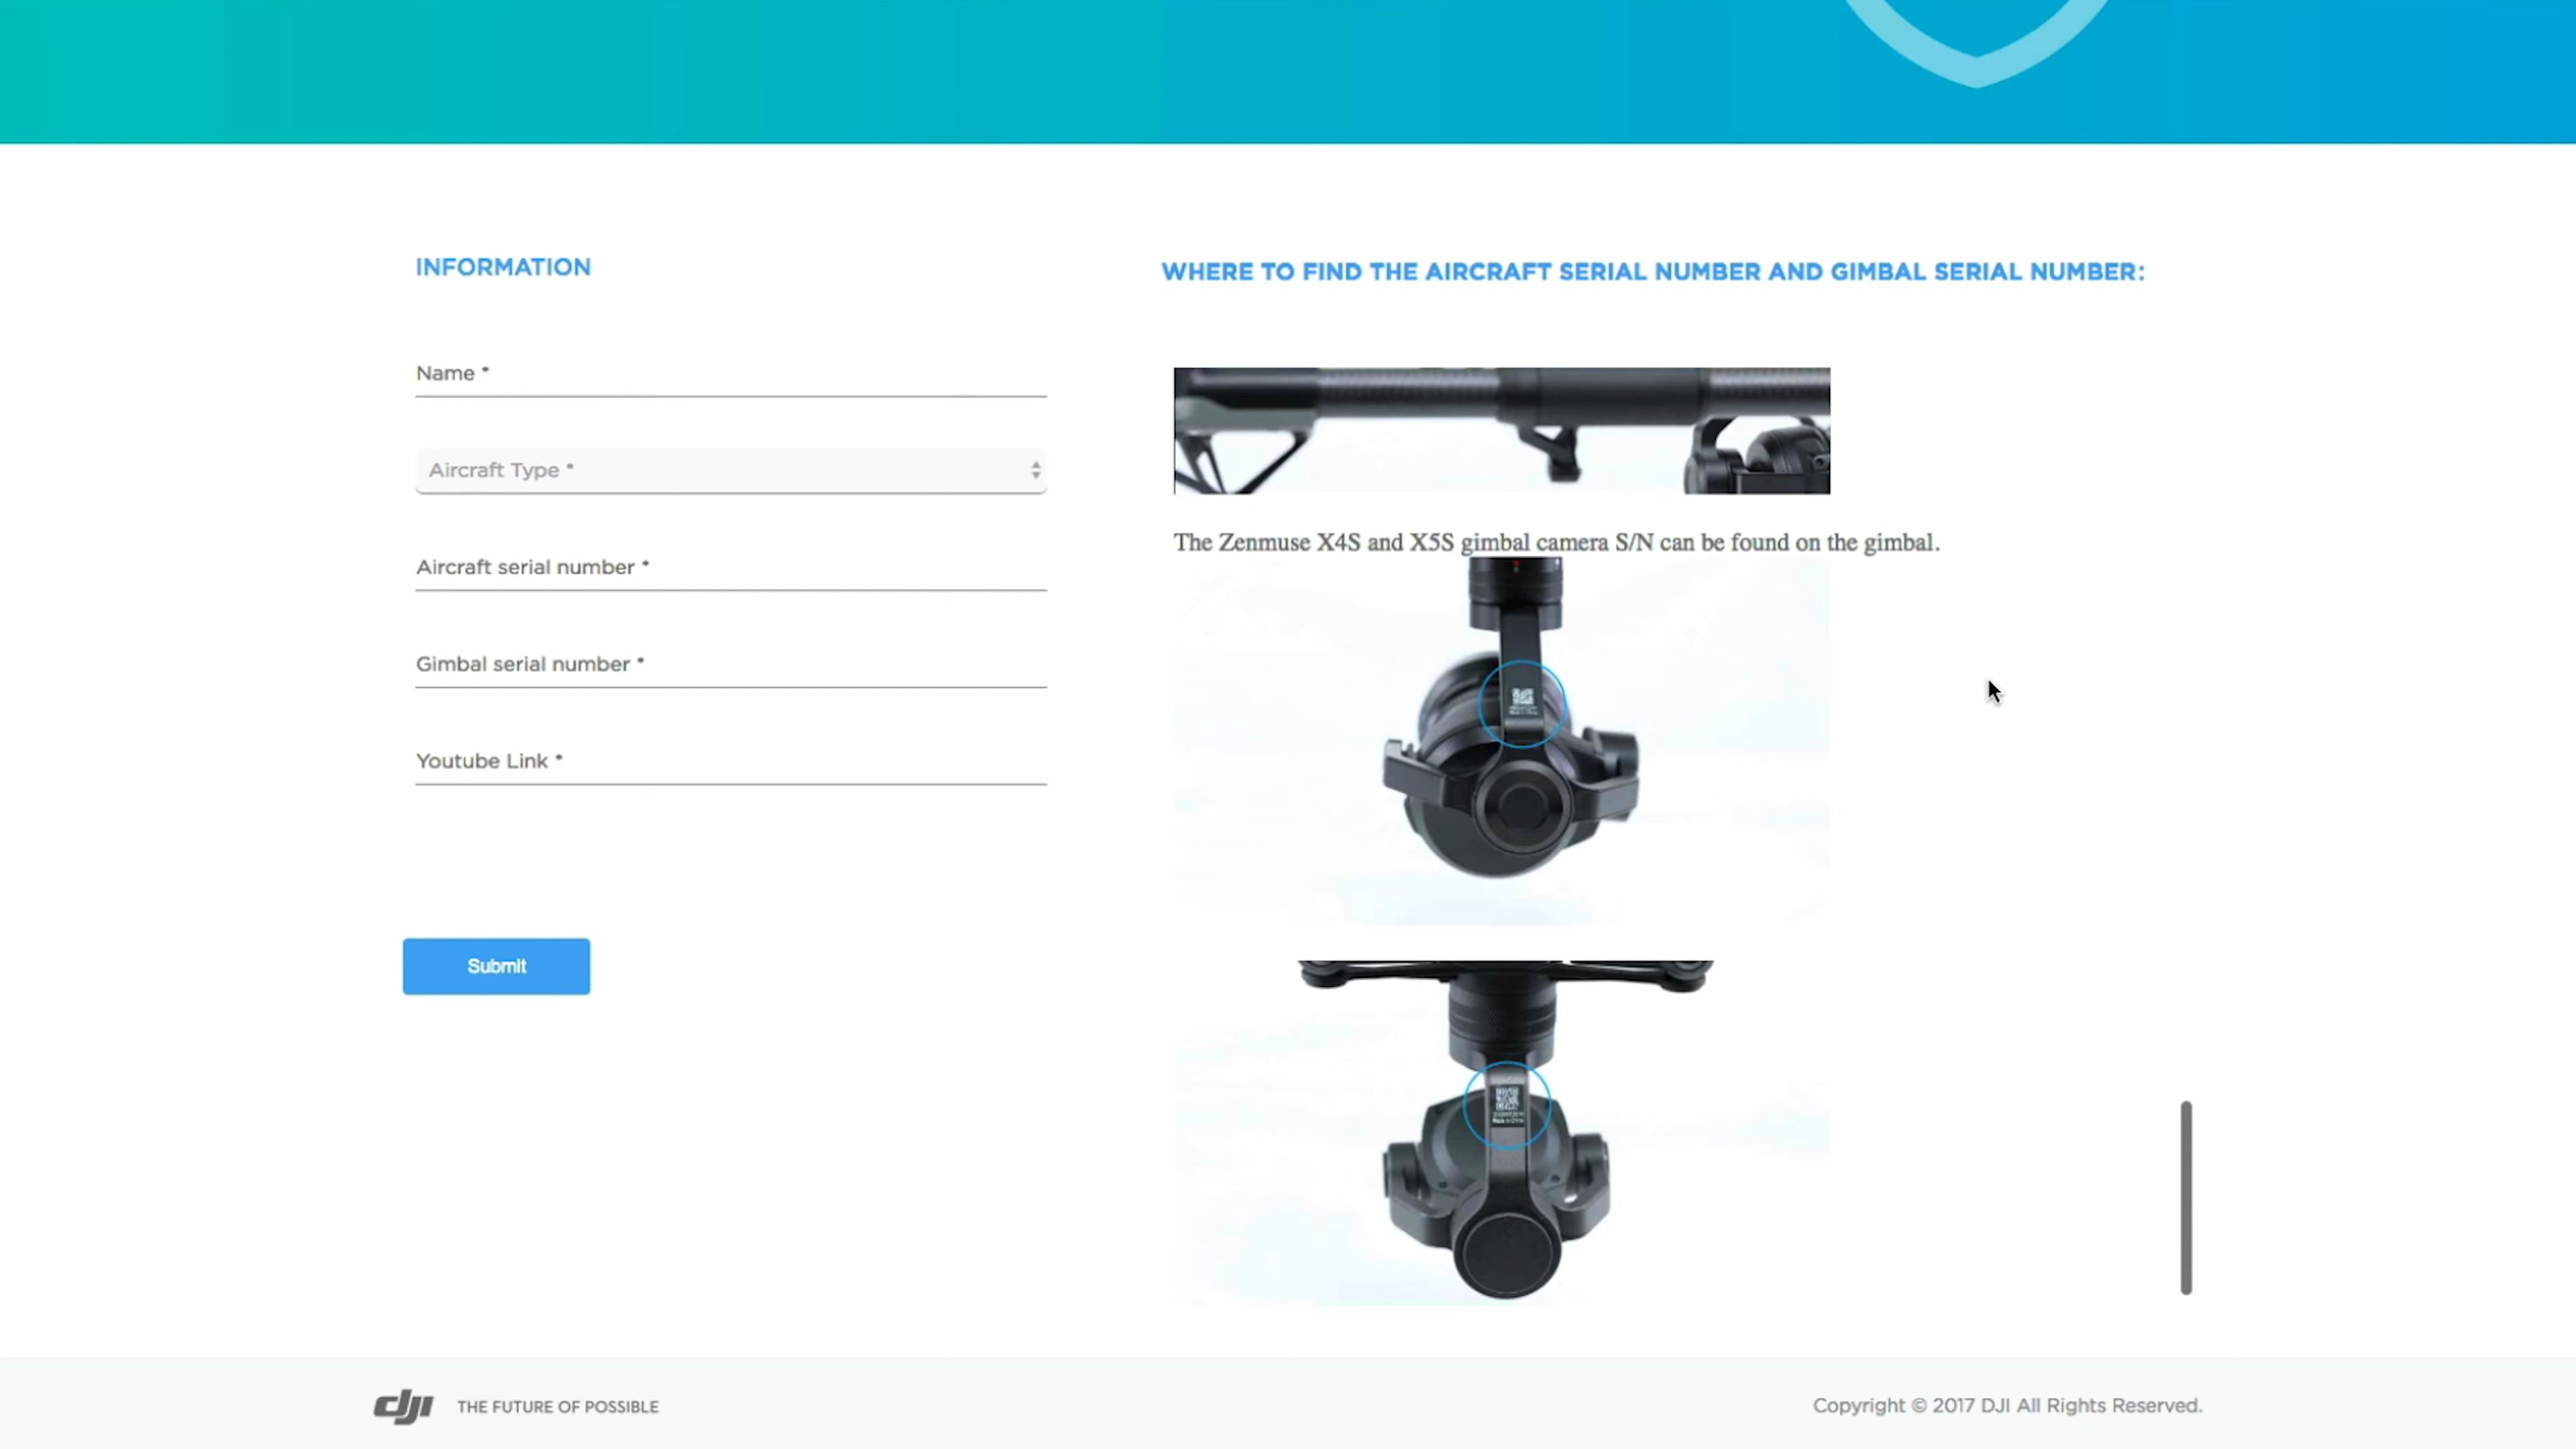 INFORMATION
Name *
Aircraft Type *
Aircraft serial number *
Gimbal serial number *
Youtube Link *
Submit
WHERE TO FIND THE AIRCRAFT SERIAL NUMBER AND GIMBAL SERIAL NUMBER:
The Zenmuse X4S and X5S gimbal camera S/N can be found on the gimbal.
dji THE FUTURE OF POSSIBLE
Copyright © 2017 DJI All Rights Reserved.